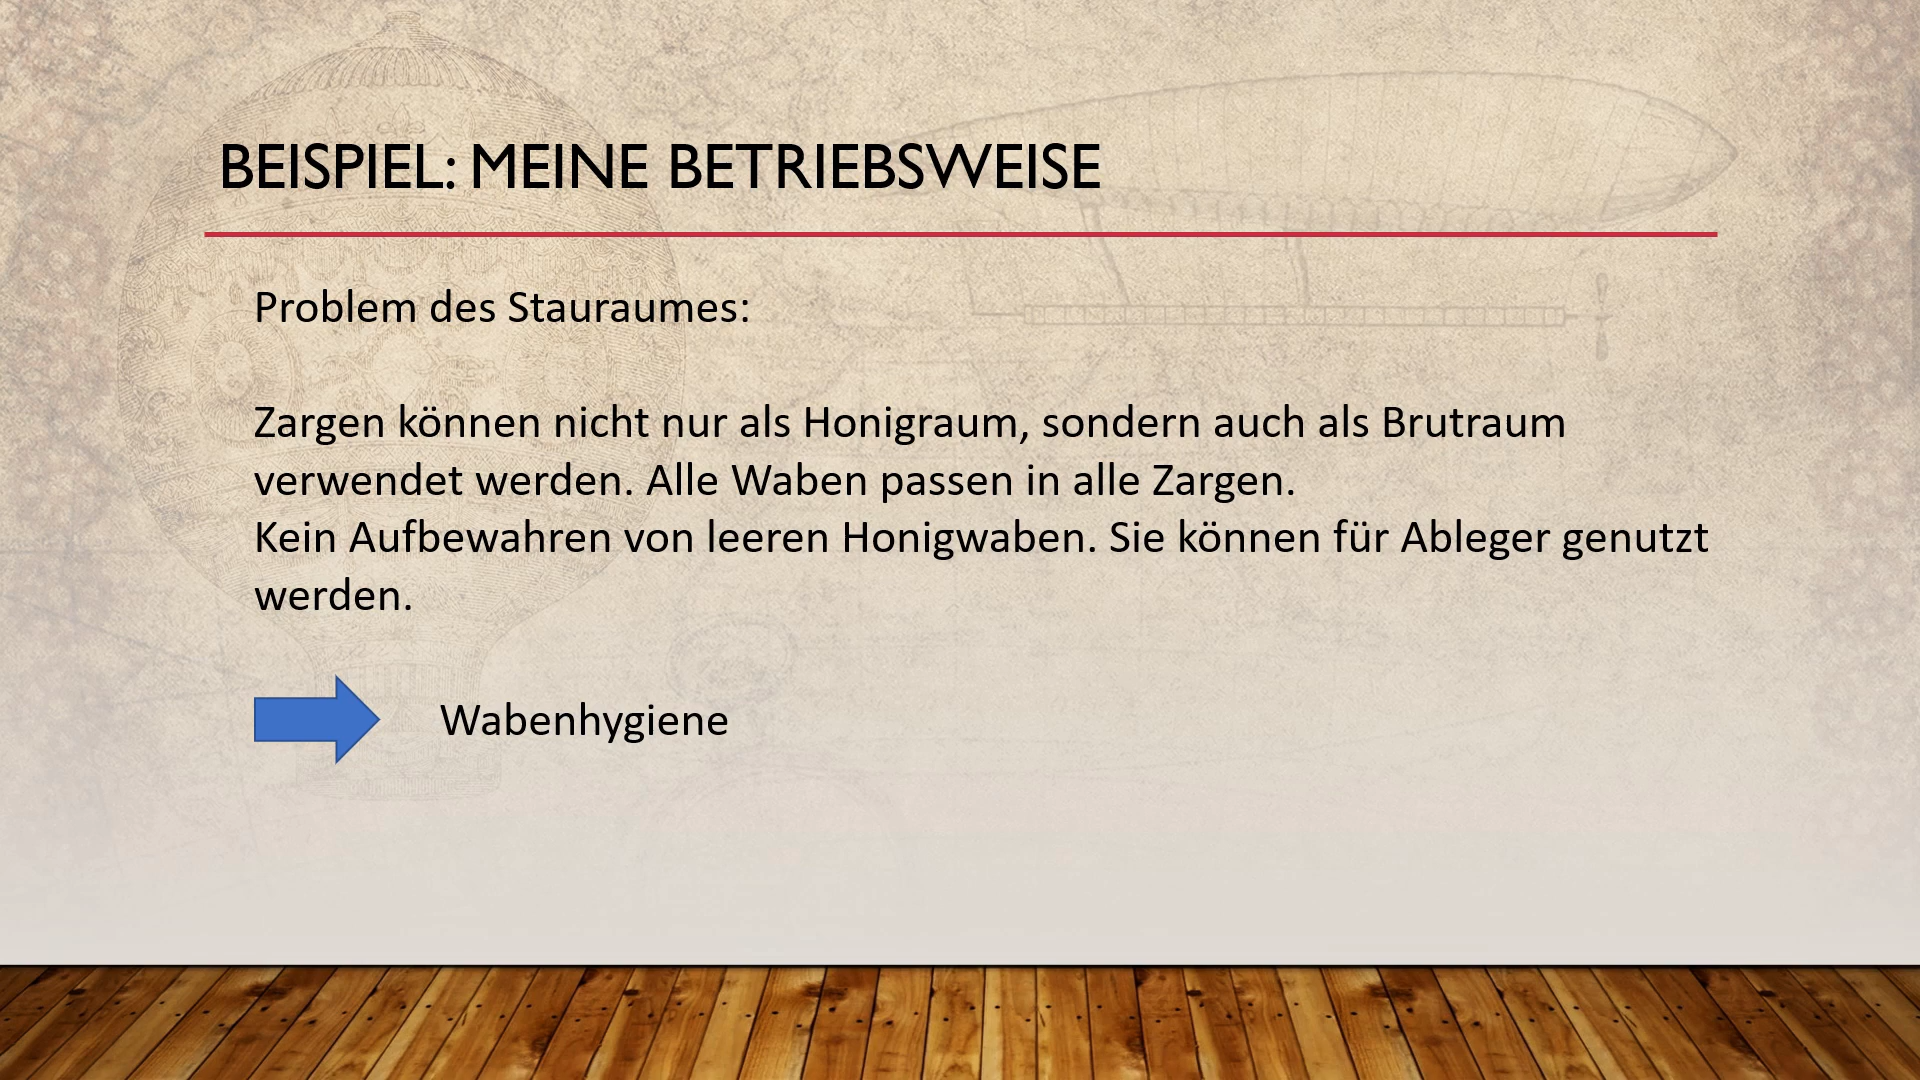 BEISPIEL: MEINE BETRIEBSWEISE
Problem des Stauraumes:
Zargen können nicht nur als Honigraum, sondern auch als Brutraum
verwendet werden. Alle Waben passen in alle Zargen.
Kein Aufbewahren von leeren Honigwaben. Sie können für Ableger genutzt
werden.
Wabenhygiene